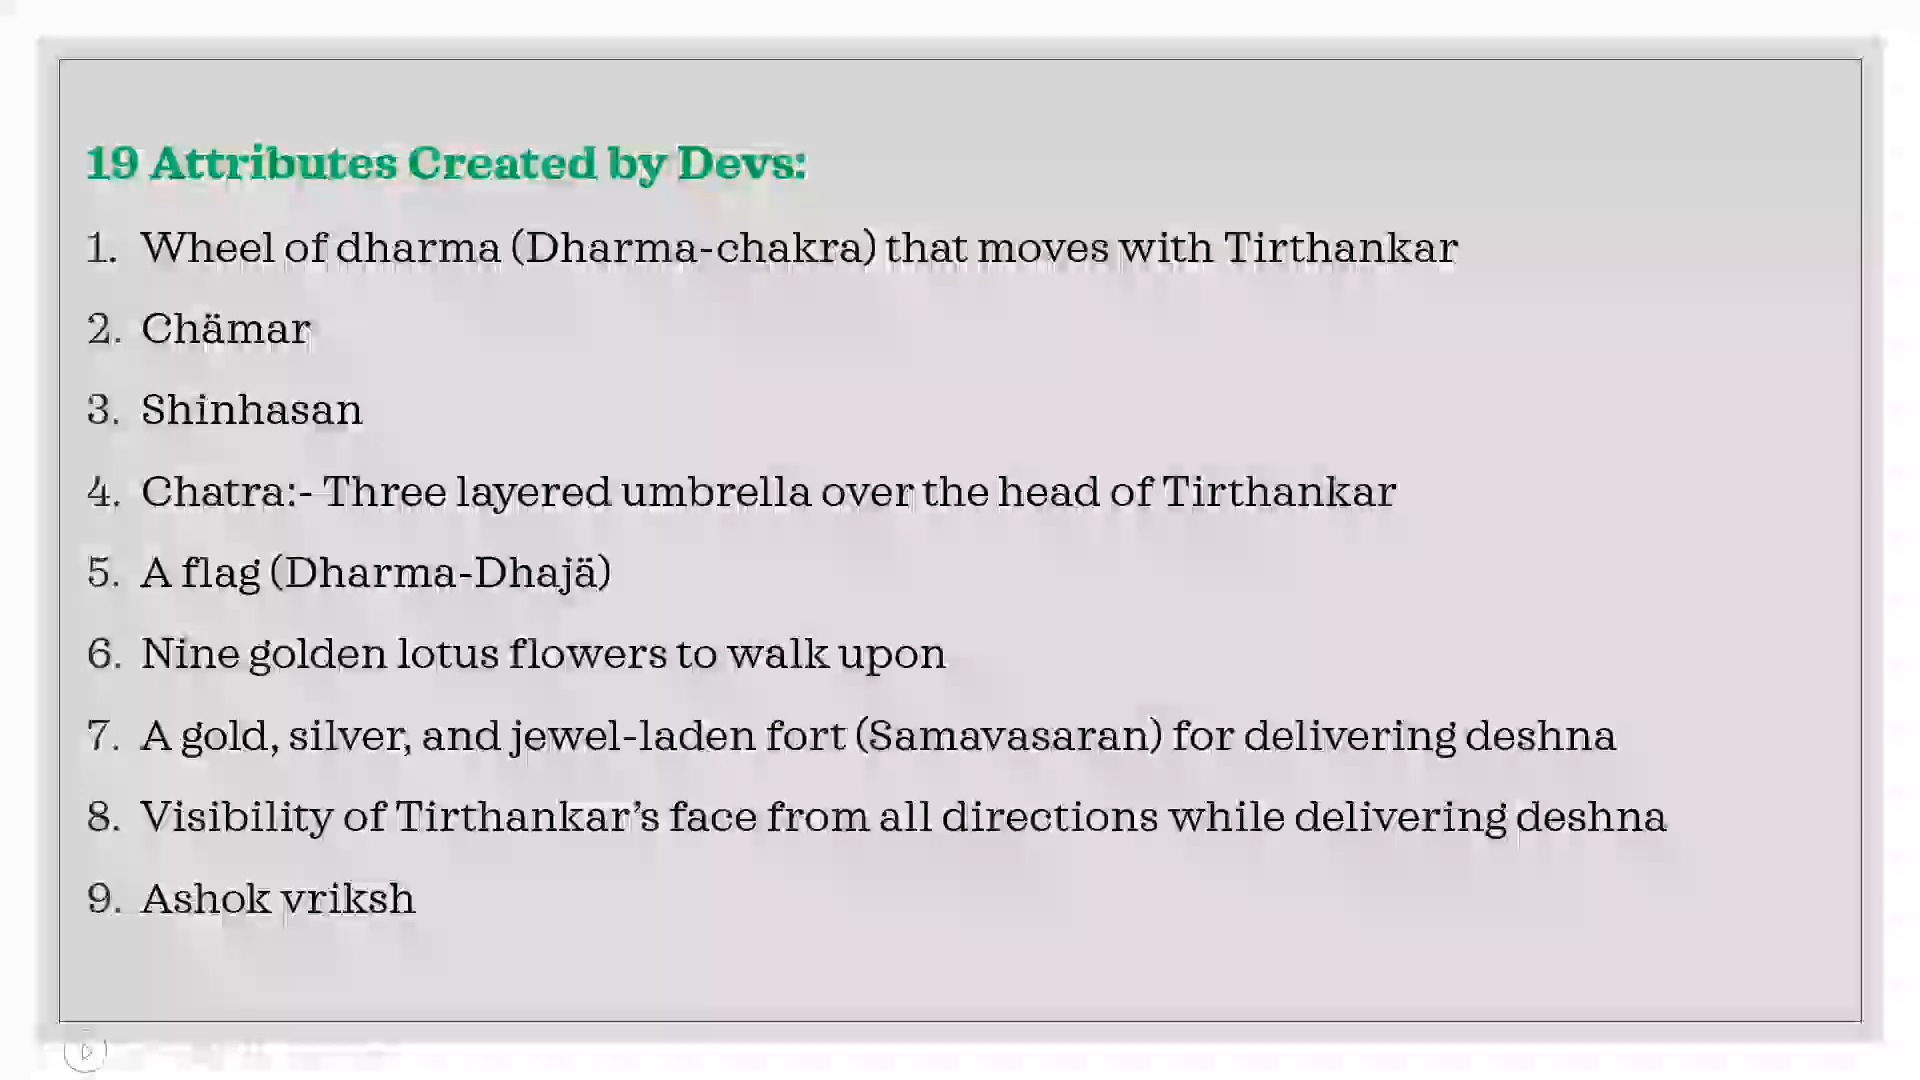 19 Attributes Created by Devs:
1. Wheel of dharma (Dharma-chakra) that moves with Tirthankar
2. Chämar
3. Shinhasan
4. Chatra:- Three layered umbrella over the head of Tirthankar
5. A flag (Dharma-Dhajä)
6. Nine golden lotus flowers to walk upon
7. A gold, silver, and jewel-laden fort (Samavasaran) for delivering deshna
8. Visibility of Tirthankar’s face from all directions while delivering deshna
9. Ashok vriksh